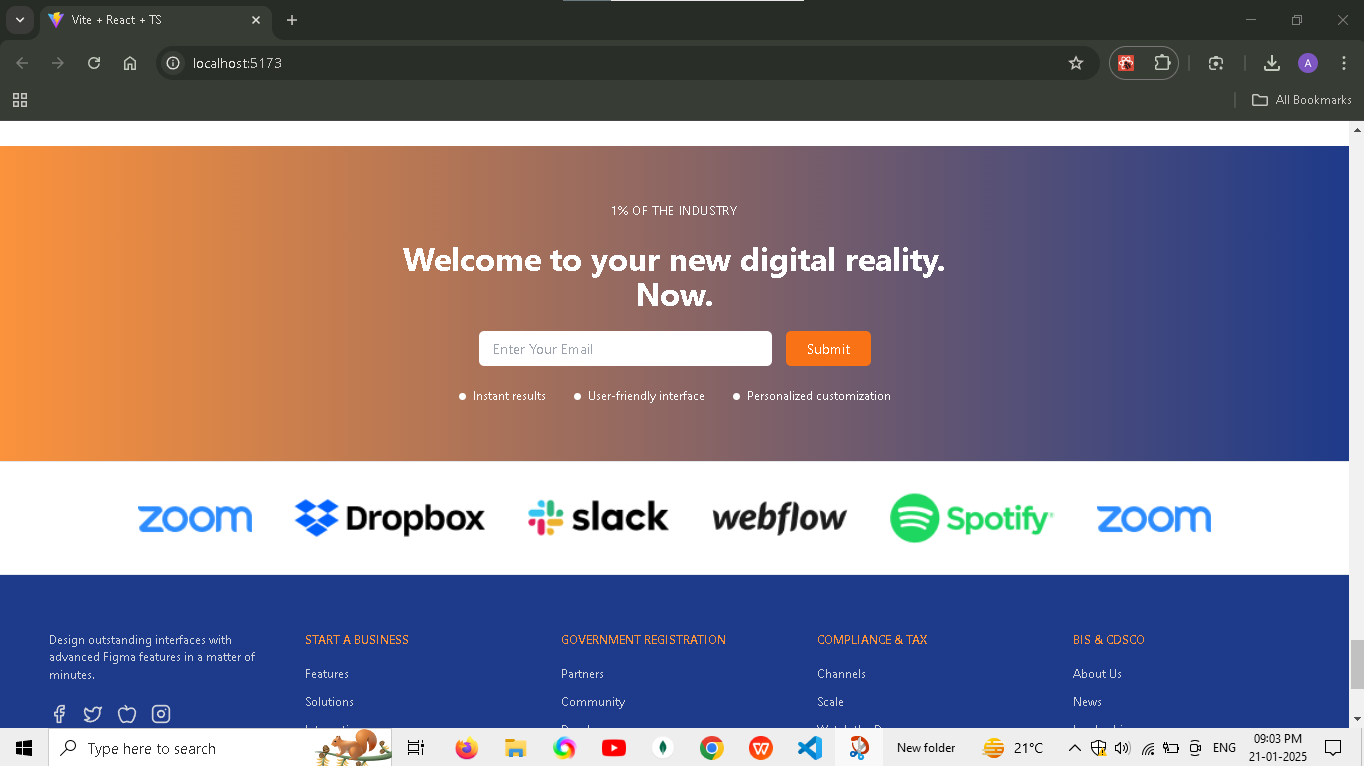 Vite + React + TS
localhost:5173
A
All Bookmarks
1% OF THE INDUSTRY
Welcome to your new digital reality.
Now.
Enter Your Email
Submit
Instant results
User-friendly interface
Personalized customization
zoom
Dropbox
slack
webflow
Spotify
zoom
Design outstanding interfaces with
advanced Figma features in a matter of
minutes.
START A BUSINESS
Features
Solutions
GOVERNMENT REGISTRATION
Partners
Community
COMPLIANCE & TAX
Channels
Scale
BIS & CDSCO
About Us
News
Type here to search
New folder
21°C
ENG
09:03 PM
21-01-2025